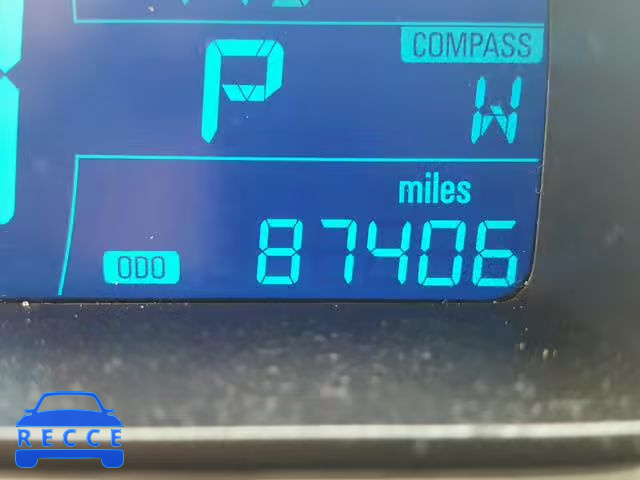 COMPASS
P
W
miles
ODO 87406
RECCE